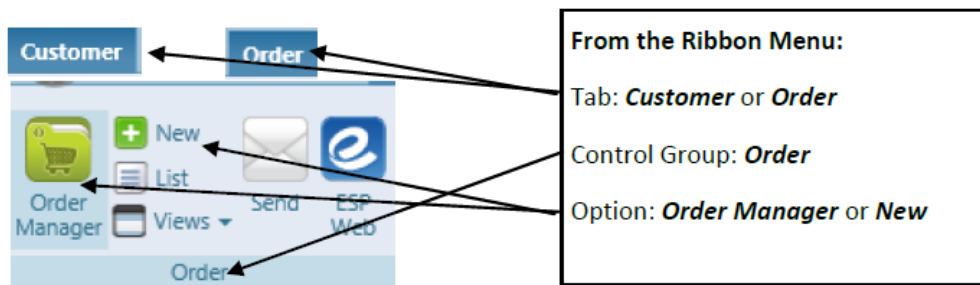 Customer
Order
New
List
Views
Order
Manager
Send
ESP
Web
Order
From the Ribbon Menu:
Tab: Customer or Order
Control Group: Order
Option: Order Manager or New